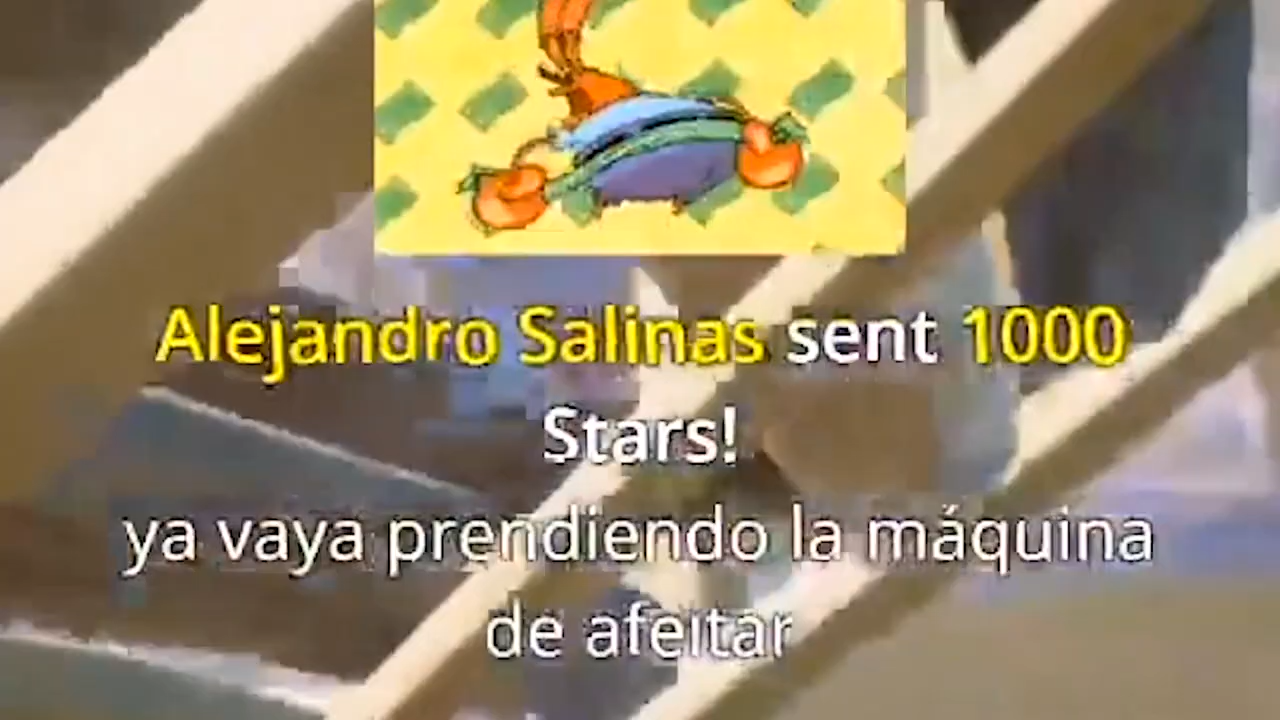 Alejandro Salinas sent 1000
Stars!
ya vaya prendiendo la máquina
de afeitar